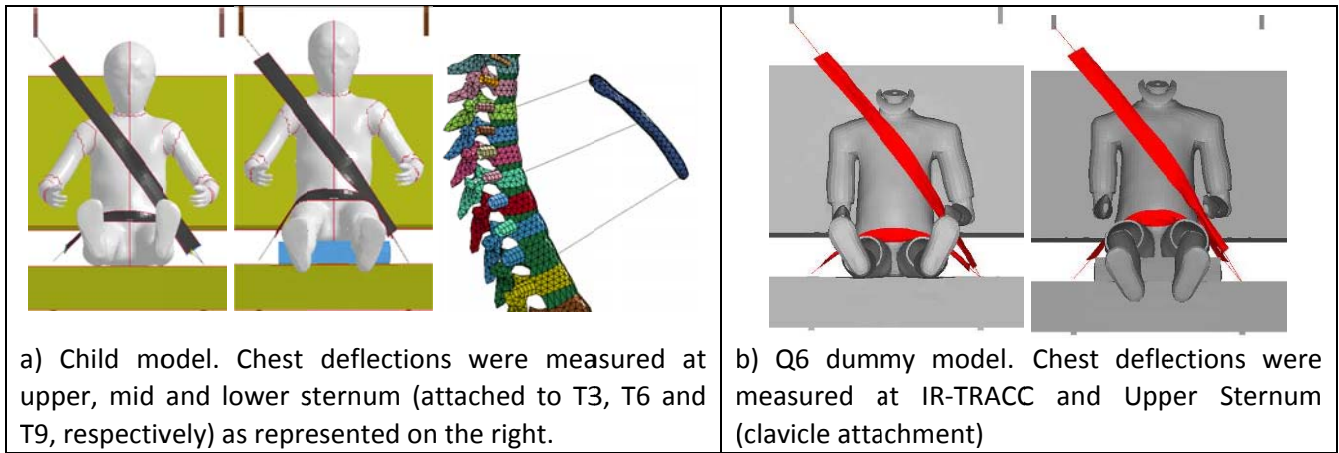 a) Child model. Chest deflections were measured at
upper, mid and lower sternum (attached to T3, T6 and
T9, respectively) as represented on the right.
b) Q6 dummy model. Chest deflections were
measured at IR-TRACC and Upper Sternum
(clavicle attachment)